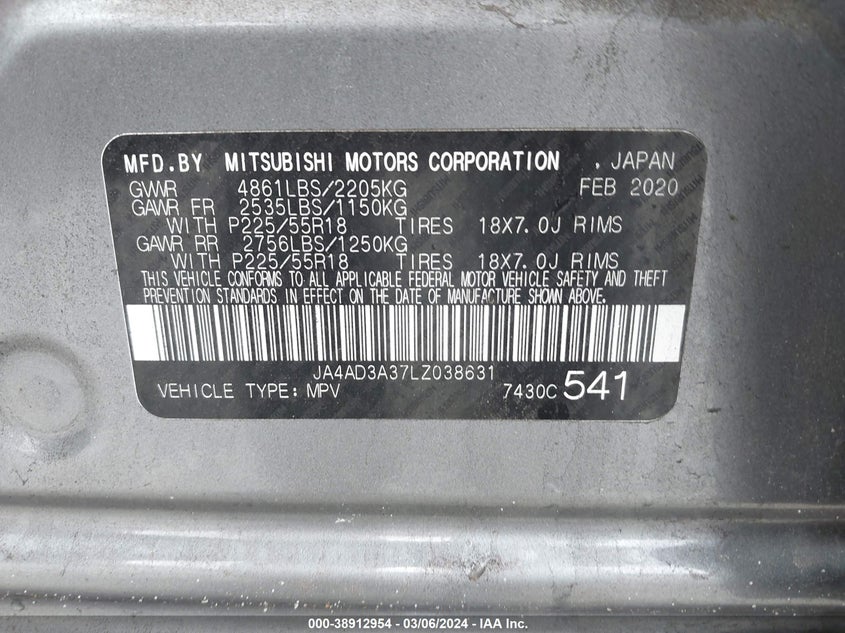 MFD.BY MITSUBISHI MOTORS CORPORATION , JAPAN
GVWR 4861LBS/2205KG FEB 2020
GAWR FR 2535LBS/1150KG
WITH P225/55R18 TIRES 18X7.0J RIMS
GAWR RR 2756LBS/1250KG
WITH P225/55R18 TIRES 18X7.0J RIMS
THIS VEHICLE CONFORMS TO ALL APPLICABLE FEDERAL MOTOR VEHICLE SAFETY AND THEFT
PREVENTION STANDARDS IN EFFECT ON THE DATE OF MANUFACTURE SHOWN ABOVE.
JA4AD3A37LZ038631
VEHICLE TYPE: MPV 7430C 541
000-38912954 - 03/06/2024 - IAA Inc.